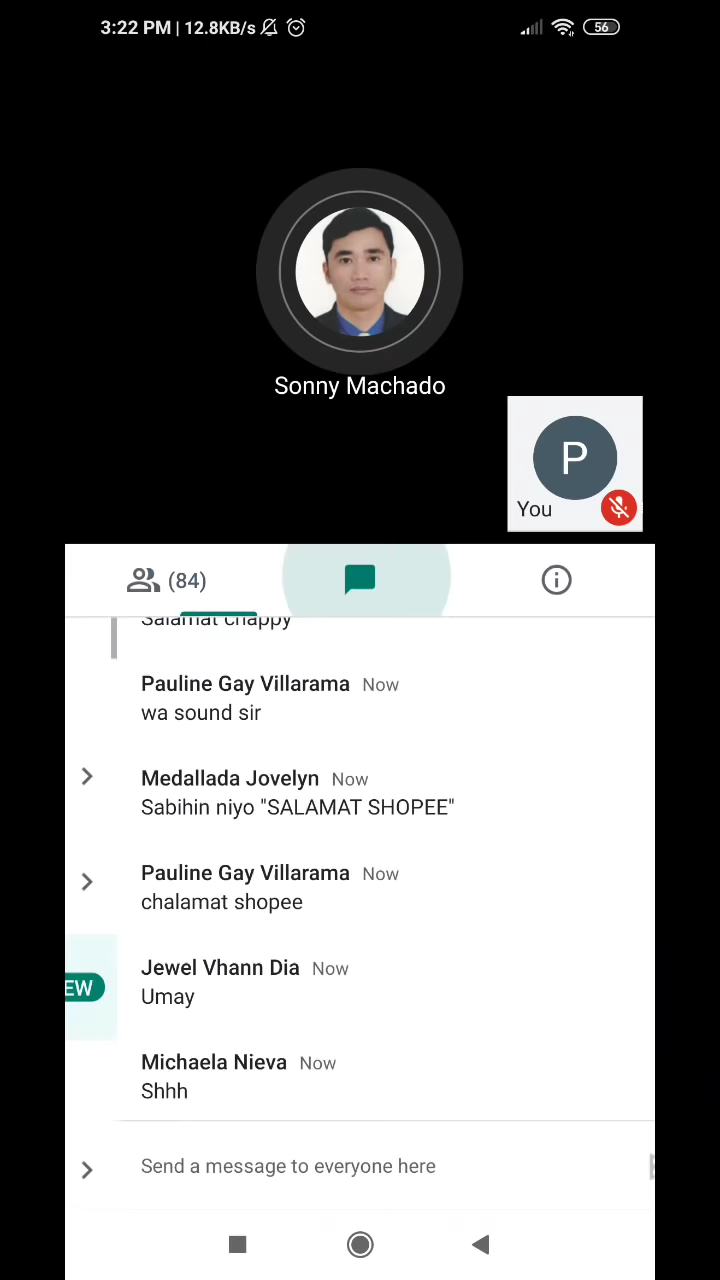 3:22 PM | 12.8KB/s
56
Sonny Machado
P
You
(84)
Salamat chappy
Pauline Gay Villarama Now
wa sound sir
Medallada Jovelyn Now
Sabihin niyo "SALAMAT SHOPEE"
Pauline Gay Villarama Now
chalamat shopee
Jewel Vhann Dia Now
EW
Umay
Michaela Nieva Now
Shhh
Send a message to everyone here